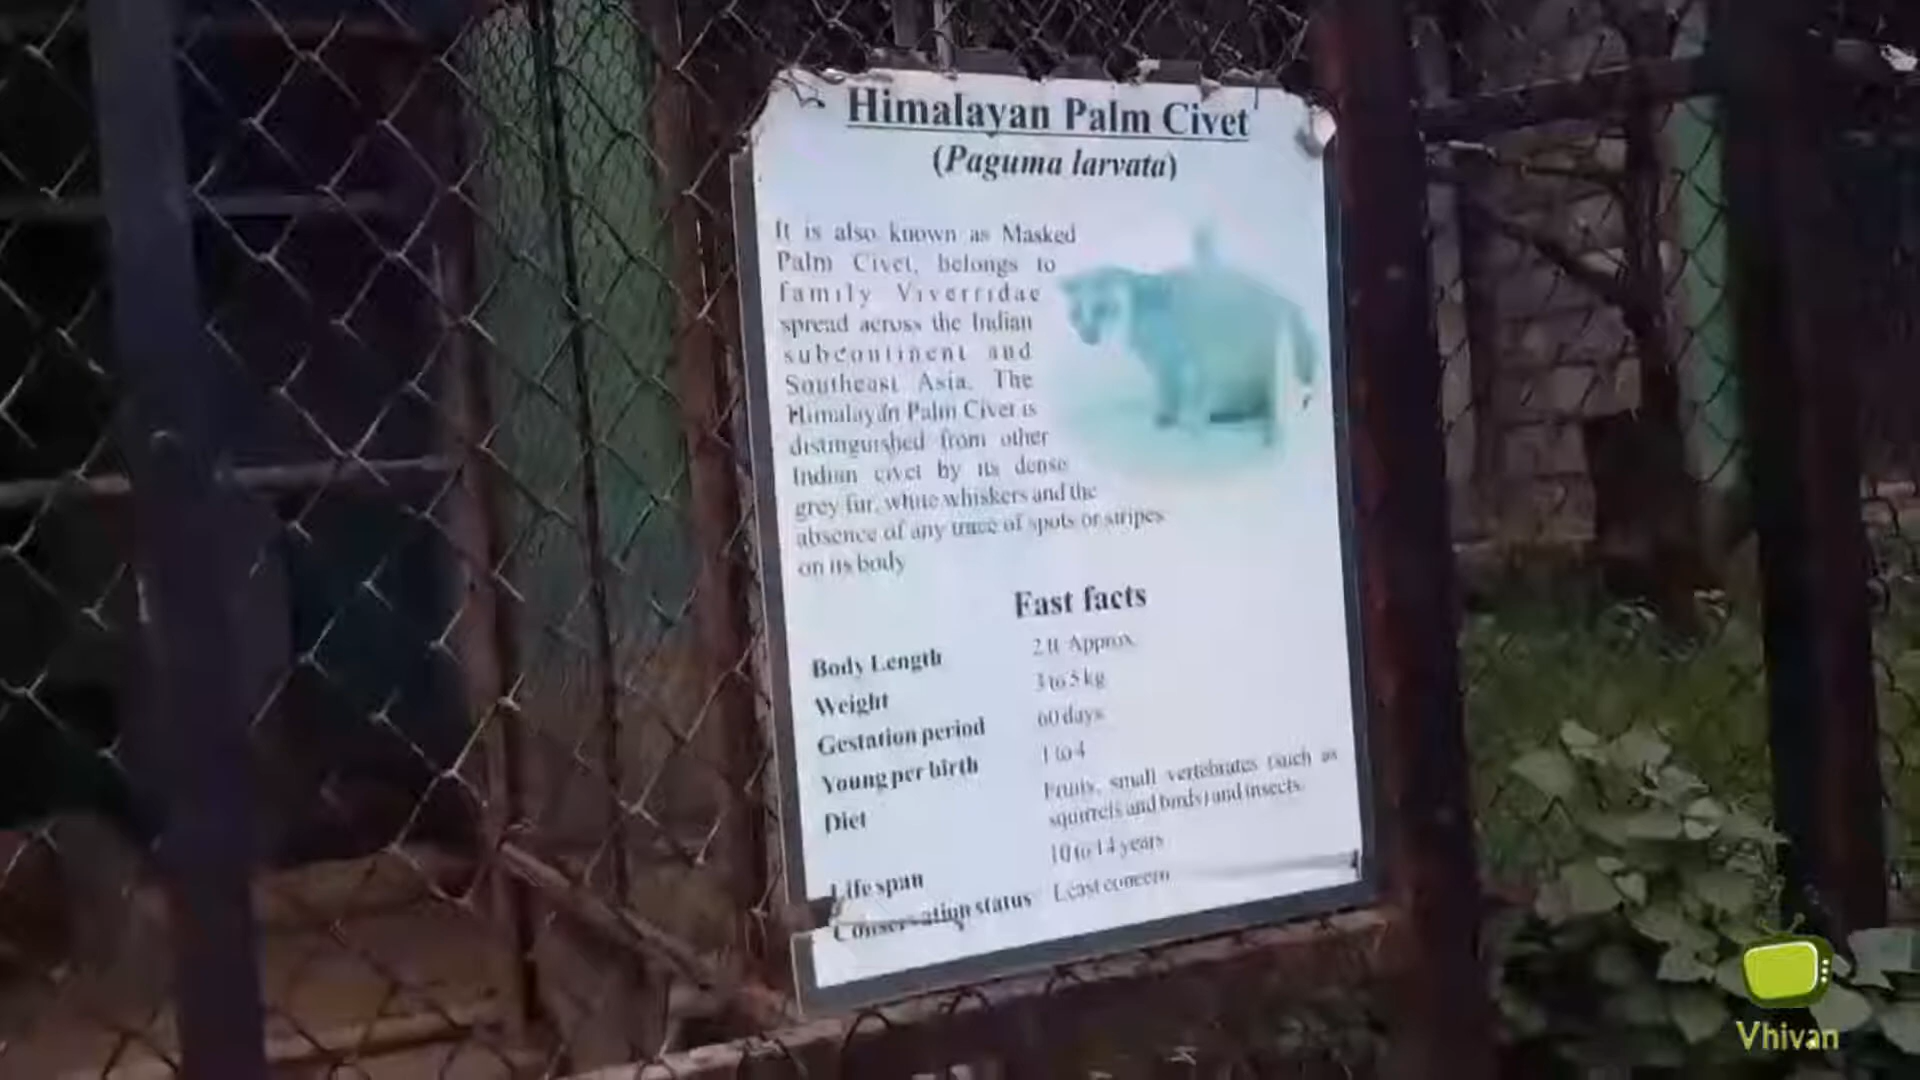 Himalayan Palm Civet
(Paguma larvata)
It is also known as Masked
Palm Civet, belongs to
family Viverridae
spread across the Indian
subcontinent and
Southeast Asia. The
Himalayan Palm Civet is
distinguished from other
Indian civet by its dense
grey fur, white whiskers and the
absence of any trace of spots or stripes
on its body
Fast facts
Body Length 2 ft Approx.
Weight 3 to 5 kg
Gestation period 60 days
Young per birth 1 to 4
Diet Fruits, small vertebrates (such as
squirrels and birds) and insects.
Life span 10 to 14 years
Conservation status Least concern
Vhivan